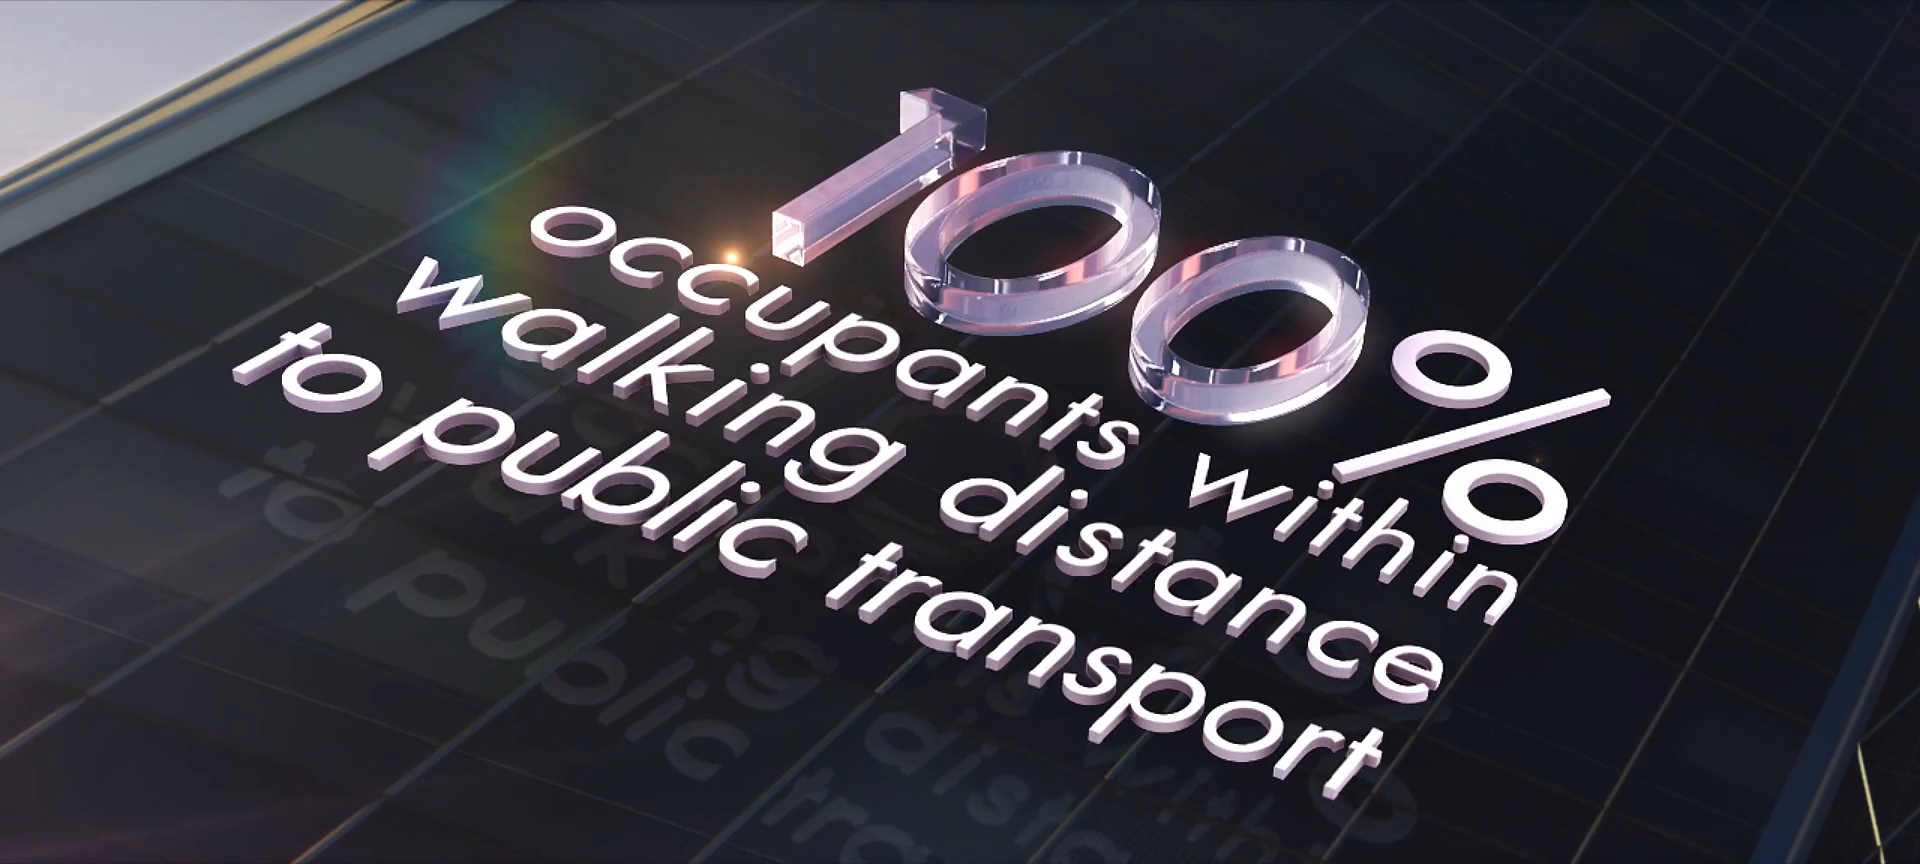 100%
occupants within
walking distance
to public transport